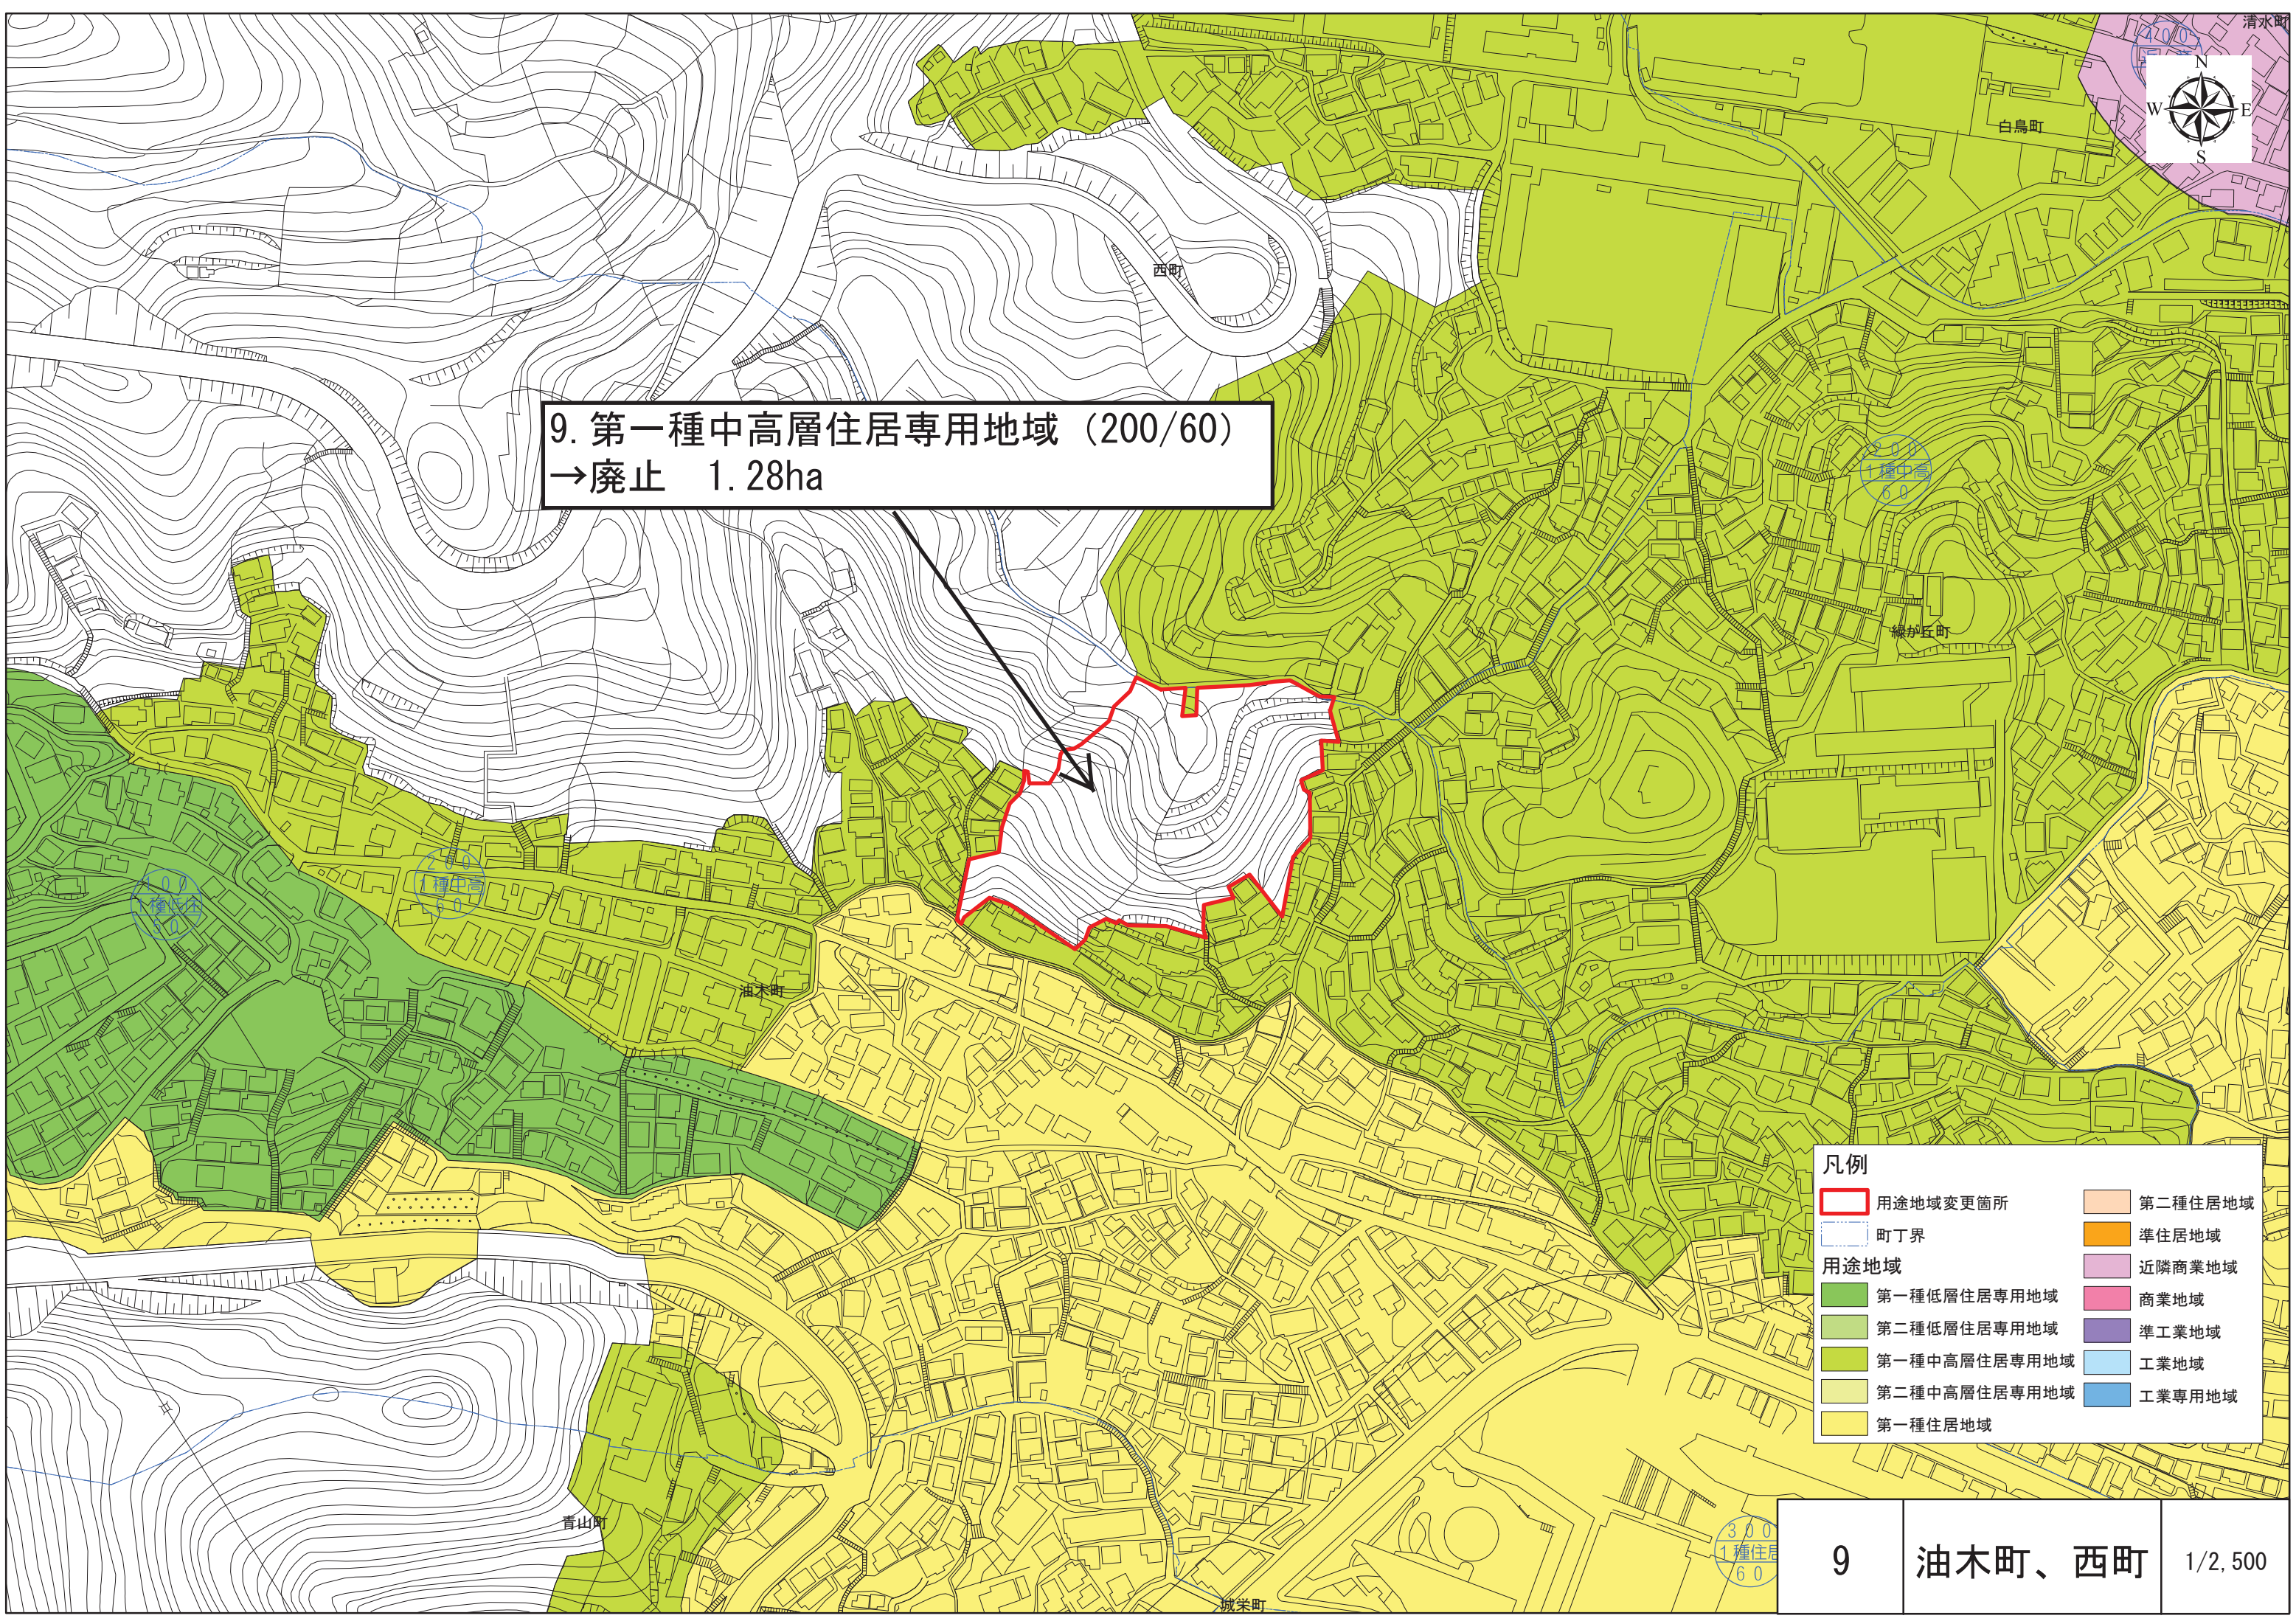 清水町
400
N
W
E
S
白鳥町
西町
9. 第一種中高層住居専用地域（200/60）
→廃止　1.28ha
200
1種中高
60
緑が丘町
200
1種中高
60
100
1種低住
50
油木町
凡例
用途地域変更箇所
町丁界
用途地域
第一種低層住居専用地域
第二種低層住居専用地域
第一種中高層住居専用地域
第二種中高層住居専用地域
第一種住居地域
第二種住居地域
準住居地域
近隣商業地域
商業地域
準工業地域
工業地域
工業専用地域
青山町
城栄町
300
1種住居
60
9
油木町、西町
1/2,500